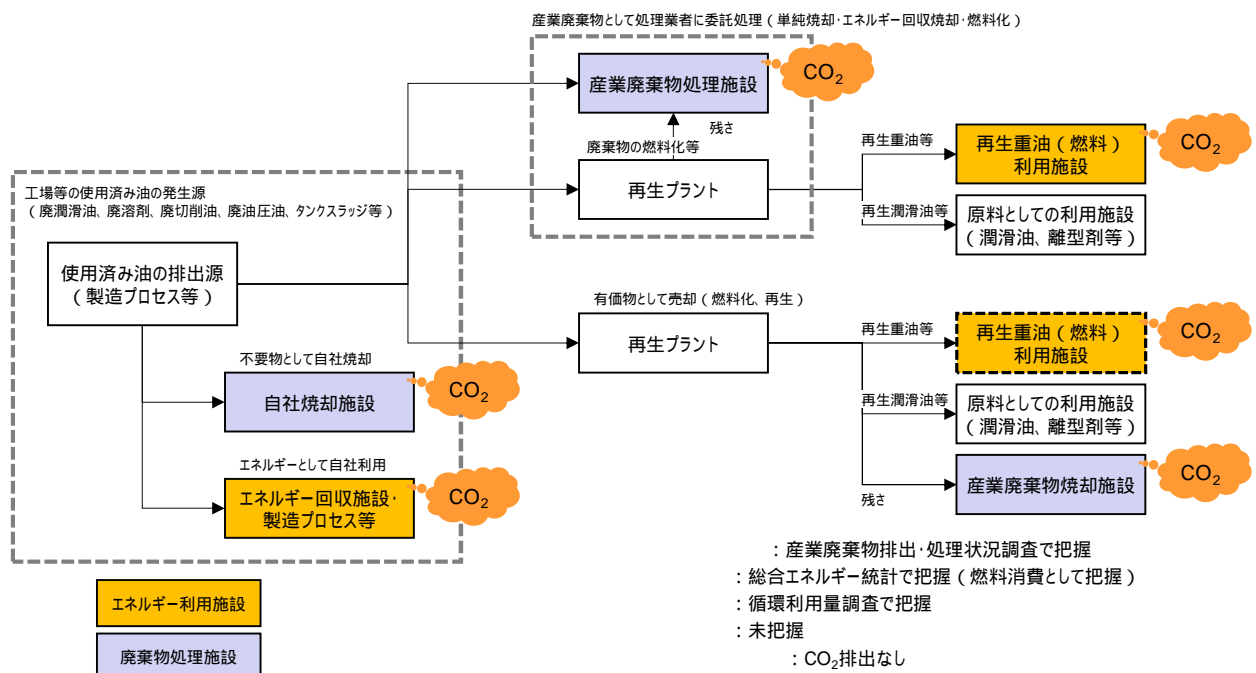 産業廃棄物として処理業者に委託処理（単純焼却・エネルギー回収焼却・燃料化）
産業廃棄物処理施設
CO2
残さ
廃棄物の燃料化等
再生プラント
再生重油等
再生重油（燃料）
利用施設
CO2
再生潤滑油等
原料としての利用施設
（潤滑油、離型剤等）
工場等の使用済み油の発生源
（廃潤滑油、廃溶剤、廃切削油、廃油圧油、タンクスラッジ等）
使用済み油の排出源
（製造プロセス等）
有価物として売却（燃料化、再生）
再生プラント
再生重油等
再生重油（燃料）
利用施設
CO2
再生潤滑油等
原料としての利用施設
（潤滑油、離型剤等）
残さ
産業廃棄物焼却施設
CO2
不要物として自社焼却
自社焼却施設
CO2
エネルギーとして自社利用
エネルギー回収施設・
製造プロセス等
CO2
エネルギー利用施設
廃棄物処理施設
：産業廃棄物排出・処理状況調査で把握
：総合エネルギー統計で把握（燃料消費として把握）
：循環利用量調査で把握
：未把握
：CO2排出なし